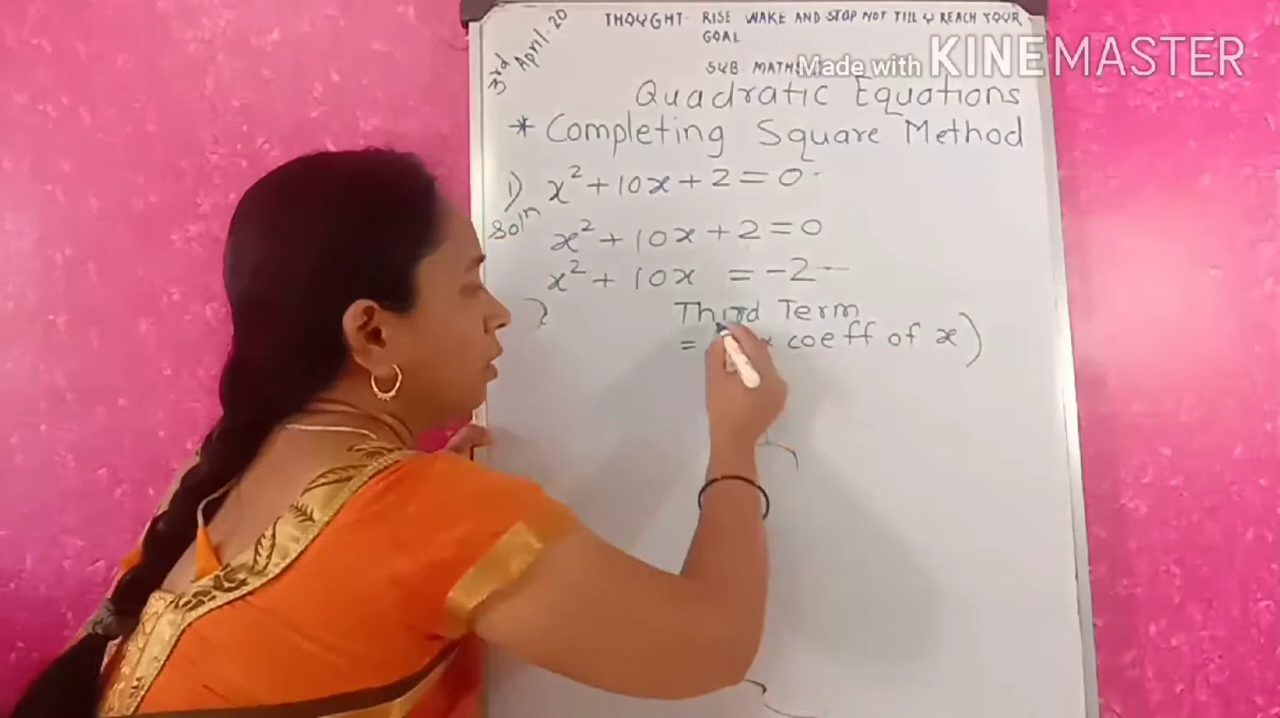 3rd April-20
THOUGHT- RISE WAKE AND STOP NOT TILL U REACH YOUR
GOAL
SUB MATH
Made with KINEMASTER
Quadratic Equations
* Completing Square Method
1) x² + 10x + 2 = 0
Soln
x² + 10x + 2 = 0
x² + 10x = -2
Third Term
= x coeff of x)